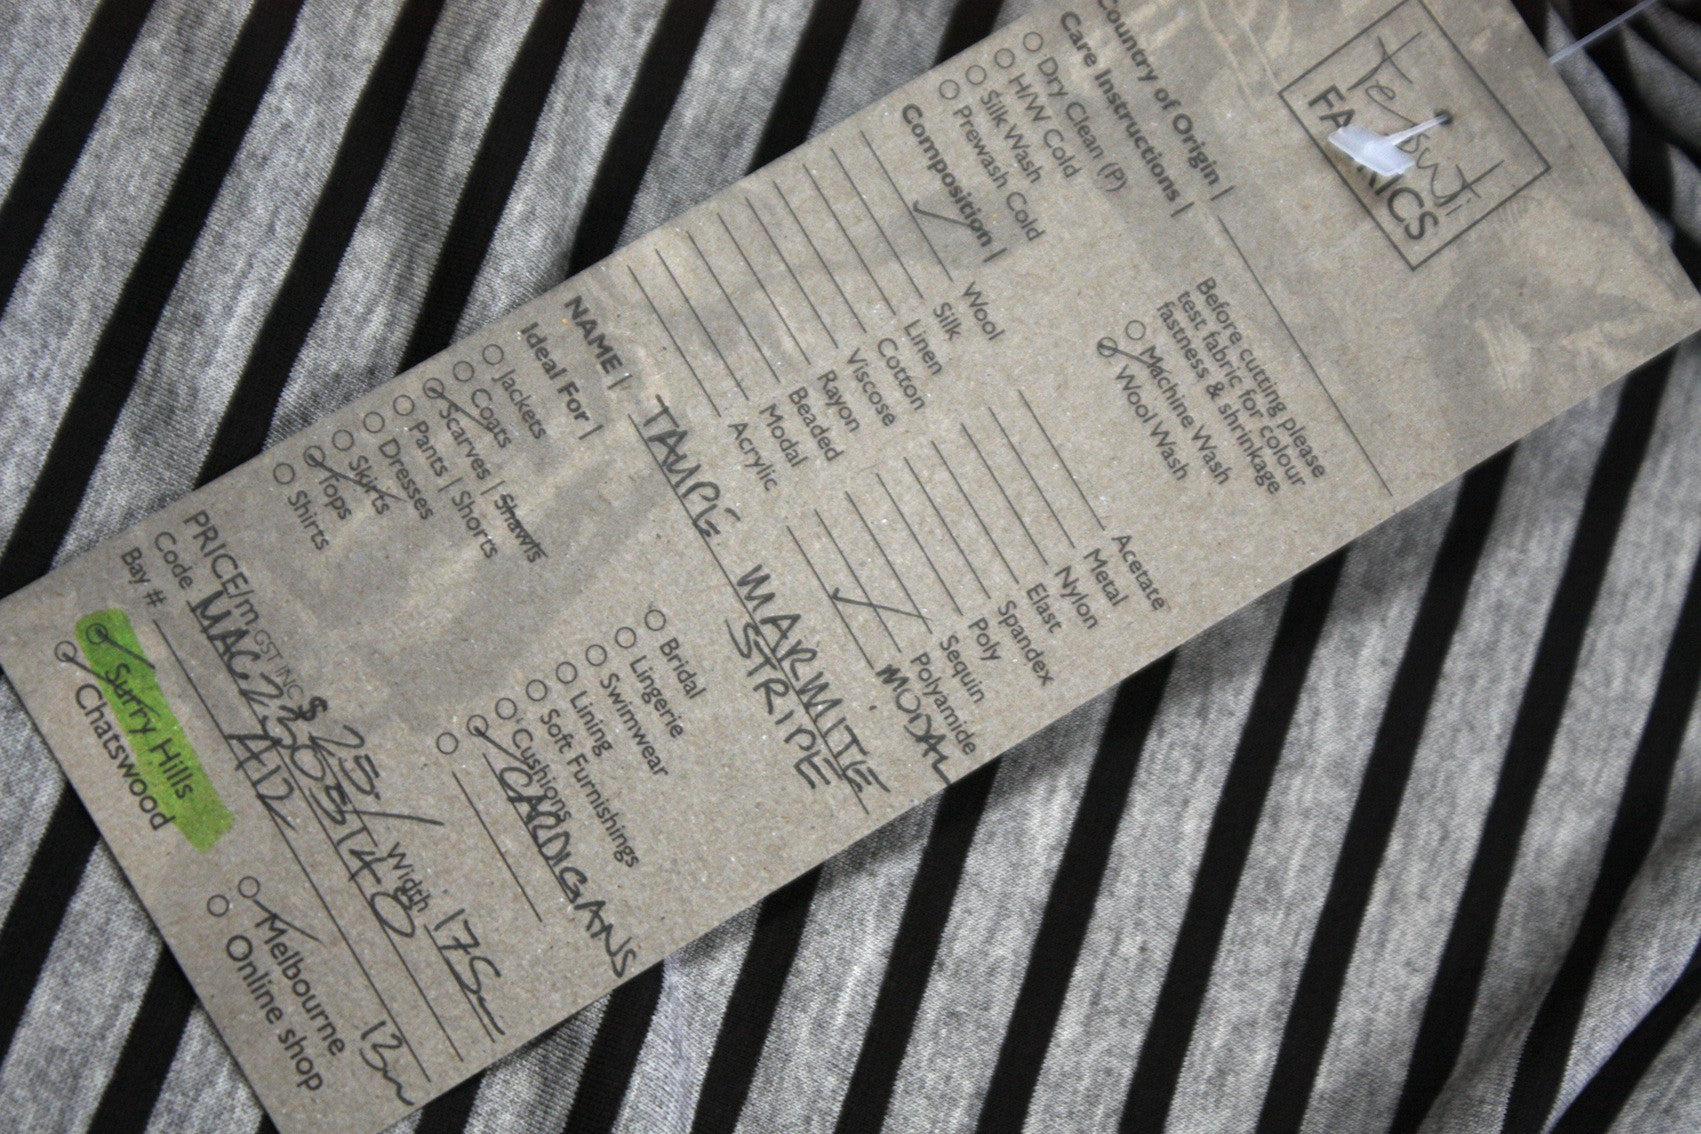 Tessuti
FABRICS
Country of Origin |
Care Instructions |
Dry Clean (P)
H/W Cold
Silk Wash
Prewash Cold
Before cutting please
test fabric for colour
fastness & shrinkage
Machine Wash
Wool Wash
Composition |
Wool
Silk
Linen
Cotton
Viscose
Rayon
Beaded
Modal
Acrylic
Acetate
Metal
Nylon
Elast
Spandex
Poly
Sequin
Polyamide
MODAL
NAME |
MARMITE
STRIPE
Ideal For |
Jackets
Coats
Scarves | Shawls
Pants | Shorts
Dresses
Skirts
Tops
Shirts
Bridal
Lingerie
Swimwear
Lining
Soft Furnishings
Cushions
CARDIGANS
PRICE/m GST INC $ 25/ Width
Code
Bay # A12
Surry Hills
Chatswood
Melbourne
Online shop